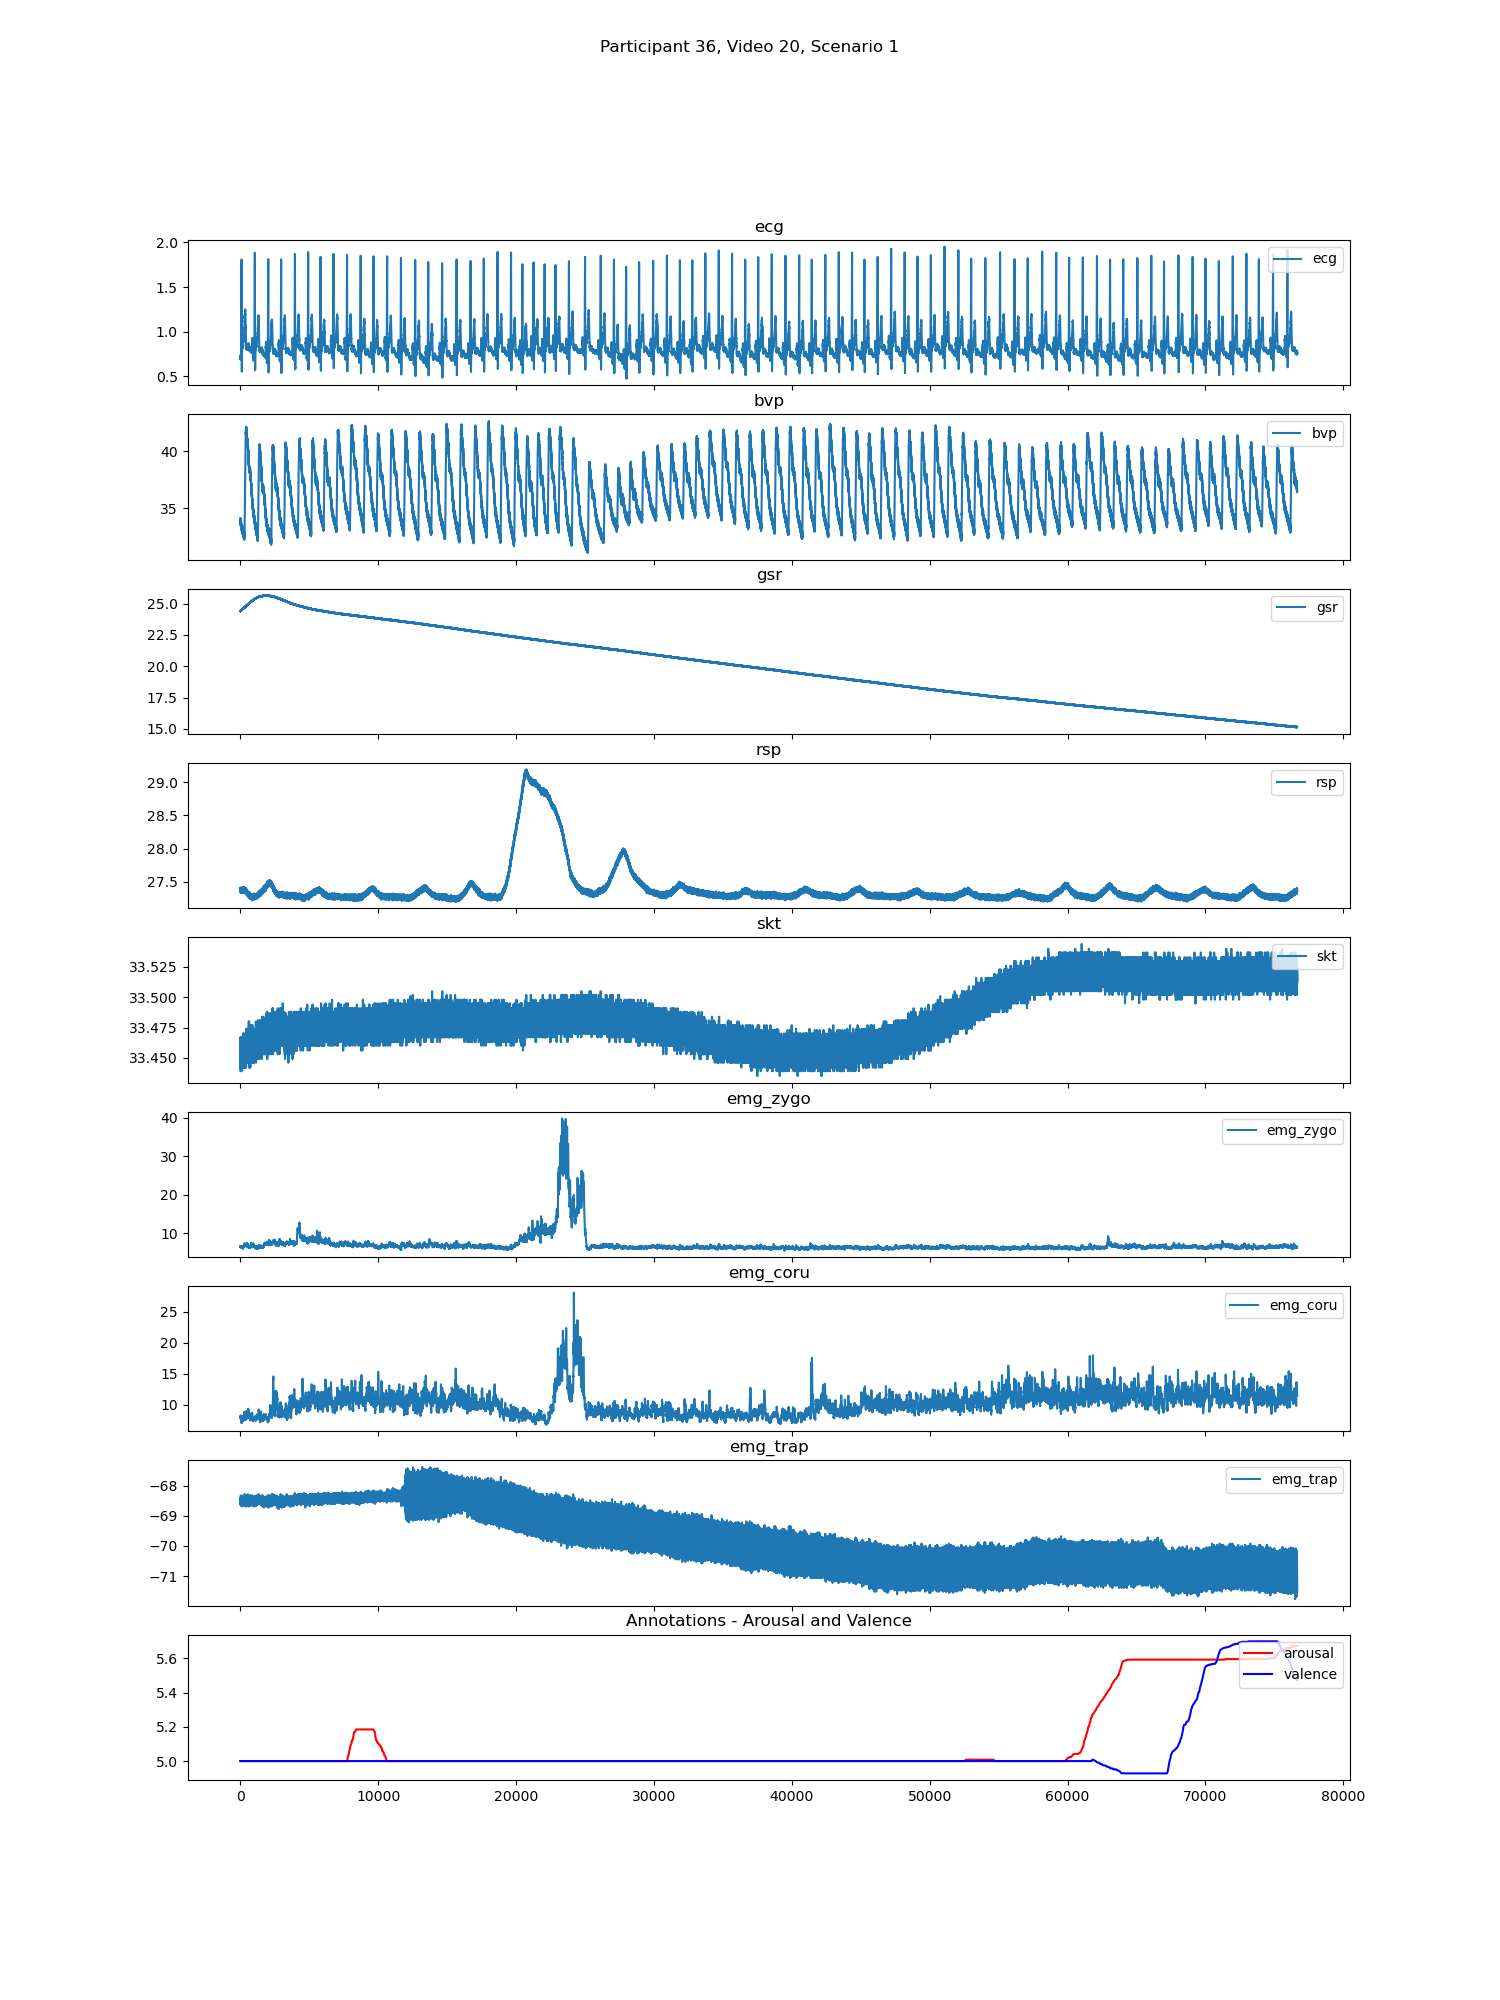 Participant 36, Video 20, Scenario 1
ecg
2.0
1.5
1.0
0.5
ecg
bvp
40
35
bvp
gsr
25.0
22.5
20.0
17.5
15.0
gsr
rsp
29.0
28.5
28.0
27.5
rsp
skt
33.525
33.500
33.475
33.450
skt
emg_zygo
40
30
20
10
emg_zygo
emg_coru
25
20
15
10
emg_coru
emg_trap
−68
−69
−70
−71
emg_trap
Annotations - Arousal and Valence
5.6
5.4
5.2
5.0
arousal
valence
0 10000 20000 30000 40000 50000 60000 70000 80000